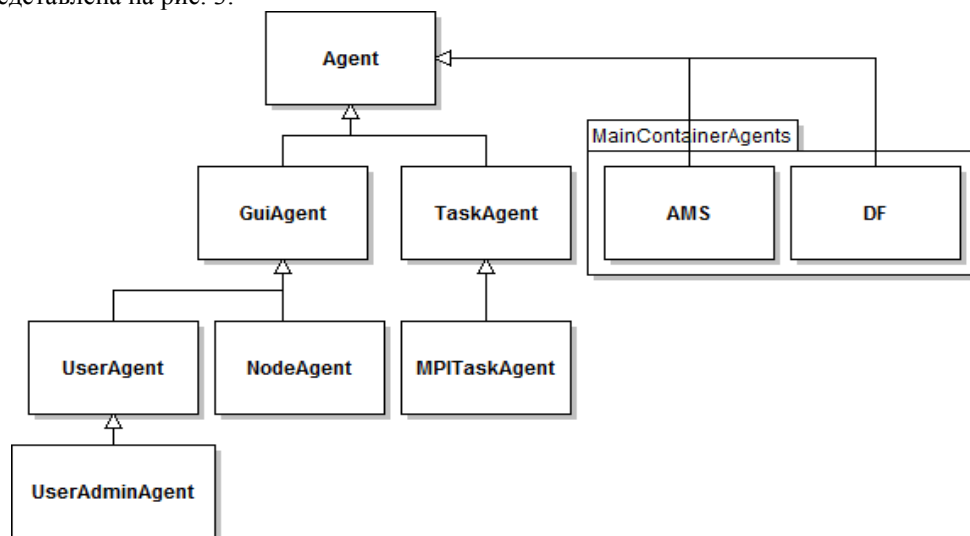 едставлена на рис. 3.
Agent
MainContainerAgents
GuiAgent
TaskAgent
AMS
DF
UserAgent
NodeAgent
MPITaskAgent
UserAdminAgent